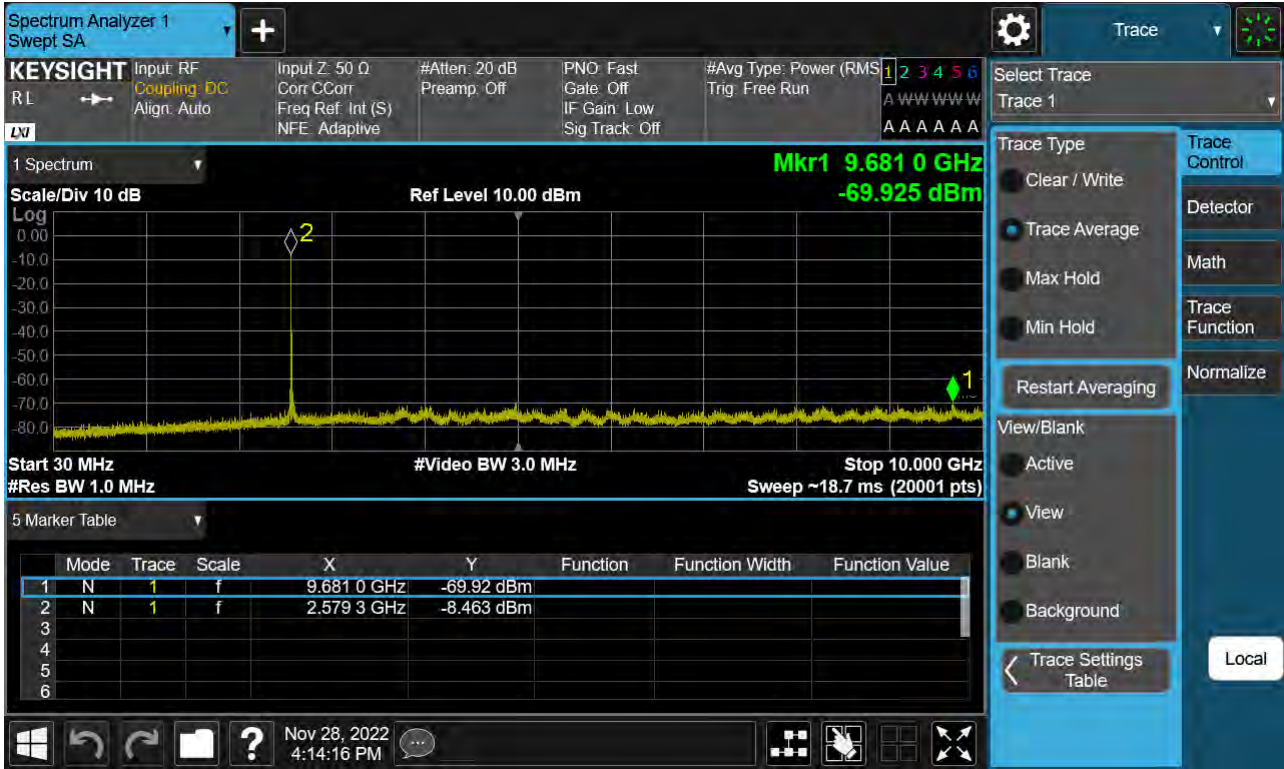 Spectrum Analyzer 1
Swept SA
Trace
KEYSIGHT
RL
LXI
Input: RF
Coupling: DC
Align: Auto
Input Z: 50 Ω
Corr CCorr
Freq Ref: Int (S)
NFE: Adaptive
#Atten: 20 dB
Preamp: Off
PNO: Fast
Gate: Off
IF Gain: Low
Sig Track: Off
#Avg Type: Power (RMS
Trig: Free Run
1 2 3 4 5 6
A W W W W W
A A A A A A
Select Trace
Trace 1
1 Spectrum
Mkr1 9.681 0 GHz
Scale/Div 10 dB
Ref Level 10.00 dBm
-69.925 dBm
Log
0.00
-10.0
-20.0
-30.0
-40.0
-50.0
-60.0
-70.0
-80.0
2
1
Start 30 MHz
#Video BW 3.0 MHz
Stop 10.000 GHz
#Res BW 1.0 MHz
Sweep ~18.7 ms (20001 pts)
5 Marker Table
Mode Trace Scale X Y Function Function Width Function Value
1 N 1 f 9.681 0 GHz -69.92 dBm
2 N 1 f 2.579 3 GHz -8.463 dBm
3
4
5
6
Trace Type
Clear / Write
Trace Average
Max Hold
Min Hold
Restart Averaging
View/Blank
Active
View
Blank
Background
Trace Settings
Table
Trace
Control
Detector
Math
Trace
Function
Normalize
Local
?
Nov 28, 2022
4:14:16 PM